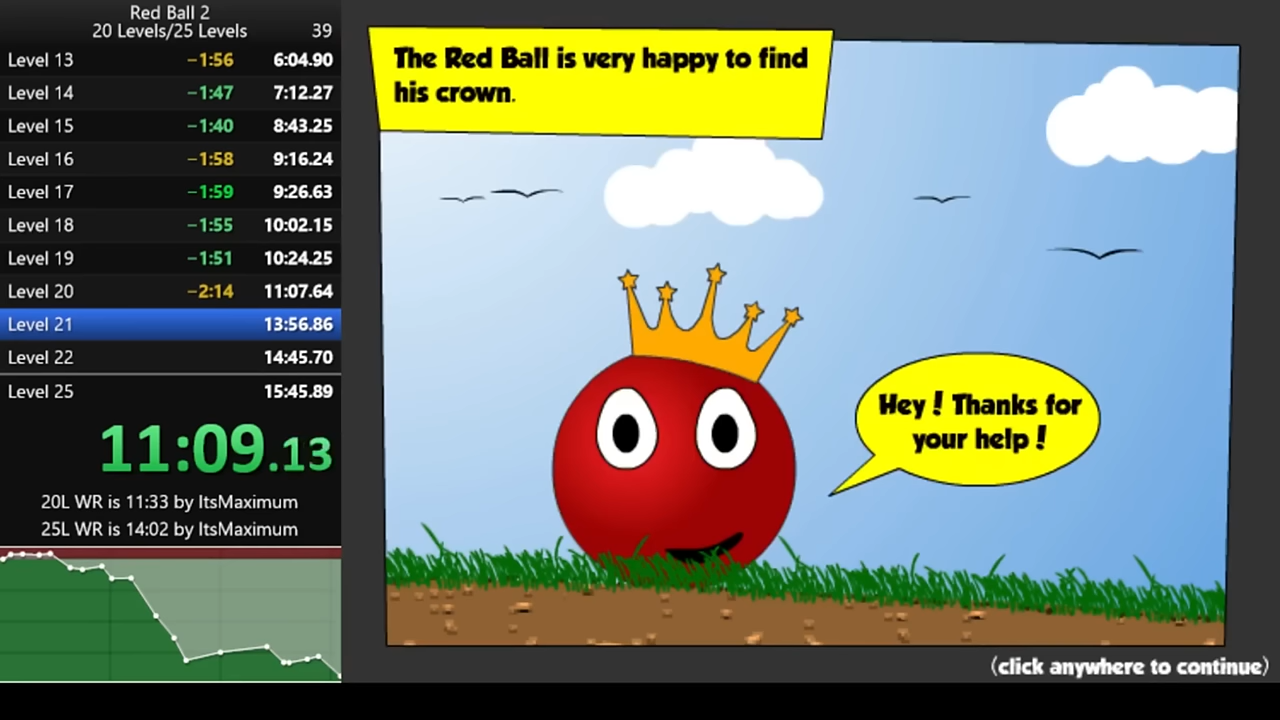 Red Ball 2
20 Levels/25 Levels 39
Level 13 −1:56 6:04.90
Level 14 −1:47 7:12.27
Level 15 −1:40 8:43.25
Level 16 −1:58 9:16.24
Level 17 −1:59 9:26.63
Level 18 −1:55 10:02.15
Level 19 −1:51 10:24.25
Level 20 −2:14 11:07.64
Level 21 13:56.86
Level 22 14:45.70
Level 25 15:45.89
11:09.13
20L WR is 11:33 by ItsMaximum
25L WR is 14:02 by ItsMaximum
The Red Ball is very happy to find
his crown.
Hey! Thanks for
your help!
(click anywhere to continue)